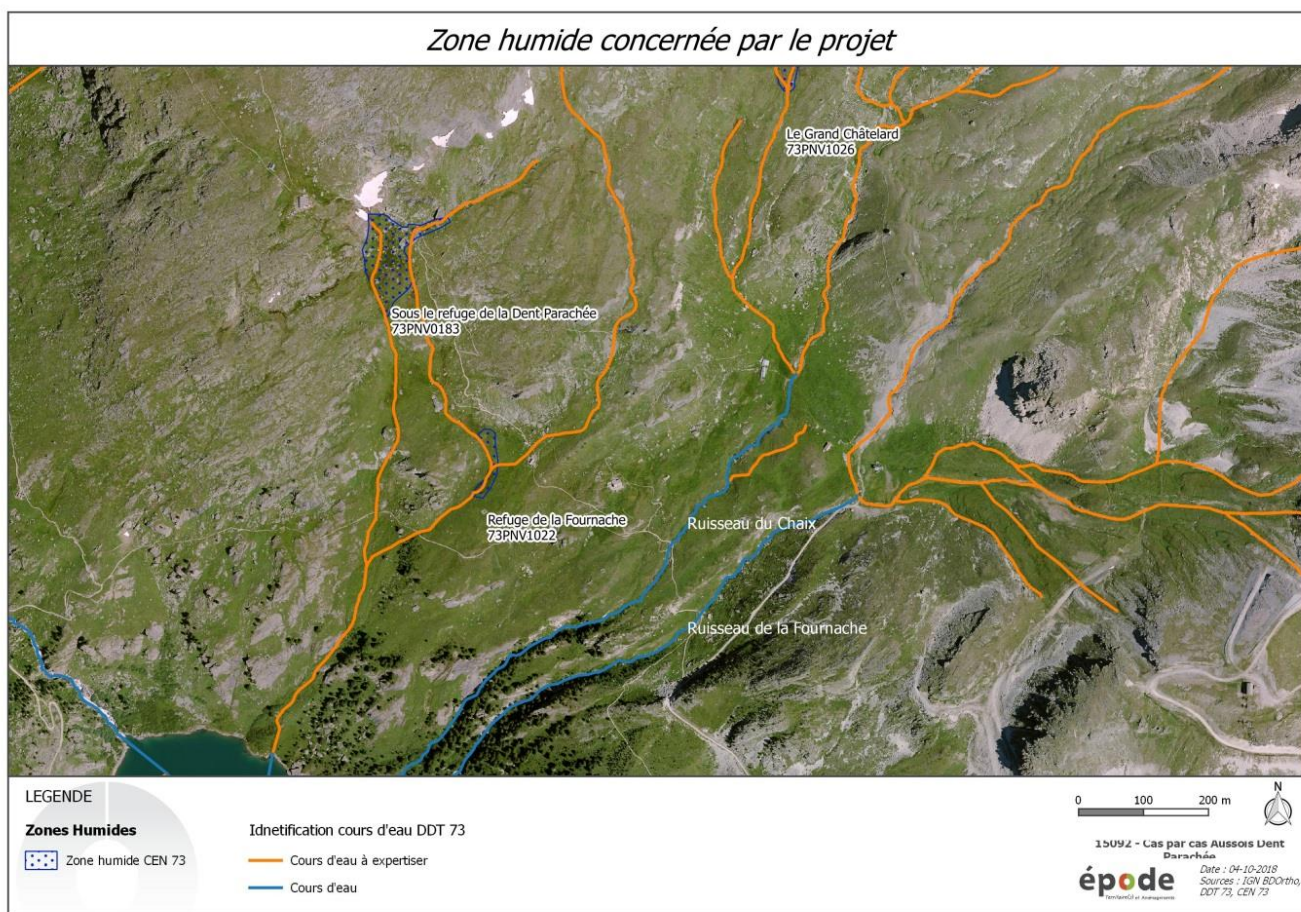 Zone humide concernée par le projet
Le Grand Châtelard
73PNV1026
Sous le refuge de la Dent Parachée
73PNV0183
Refuge de la Fournache
73PNV1022
Ruisseau du Chaix
Ruisseau de la Fournache
LEGENDE
Zones Humides
Zone humide CEN 73
Idnetification cours d'eau DDT 73
Cours d'eau à expertiser
Cours d'eau
0 100 200 m
N
15092 - Cas par cas Aussois Dent
Parachée
épode
Territoires et Aménagements
Date : 04-10-2018
Sources : IGN BDOrtho,
DDT 73, CEN 73